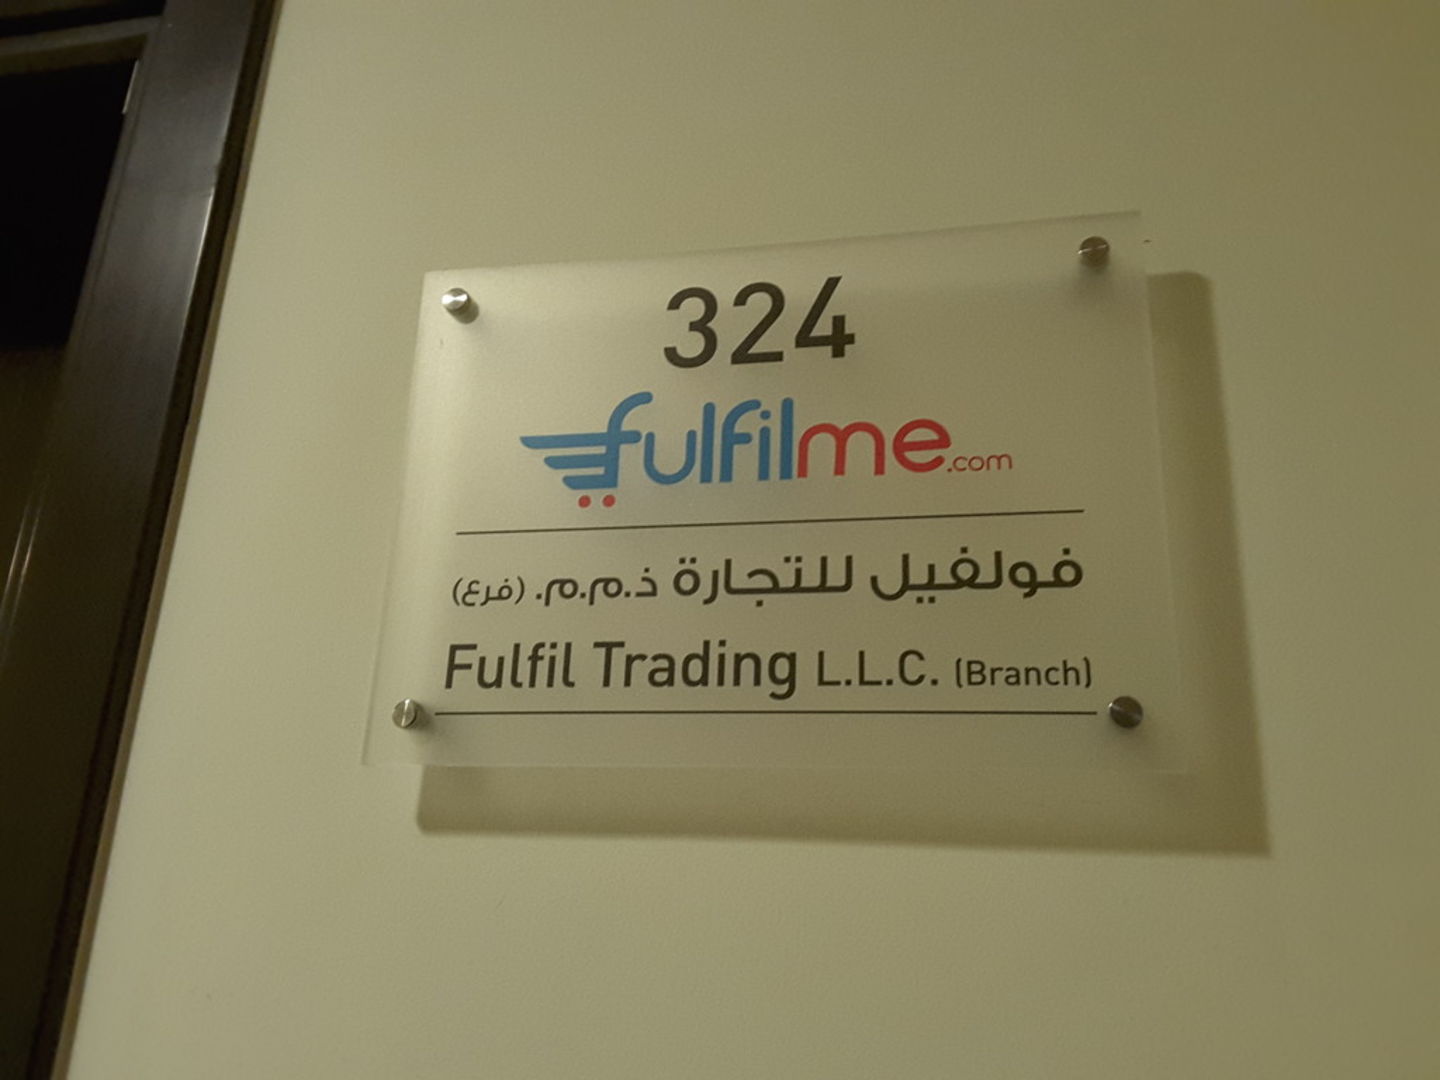 324
fulfilme.com
فولفيل للتجارة ذ.م.م. (فرع)
Fulfil Trading L.L.C. (Branch)